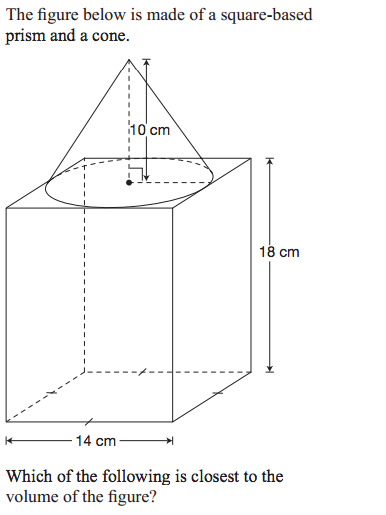 The figure below is made of a square-based
prism and a cone.
10 cm
18 cm
14 cm
Which of the following is closest to the
volume of the figure?